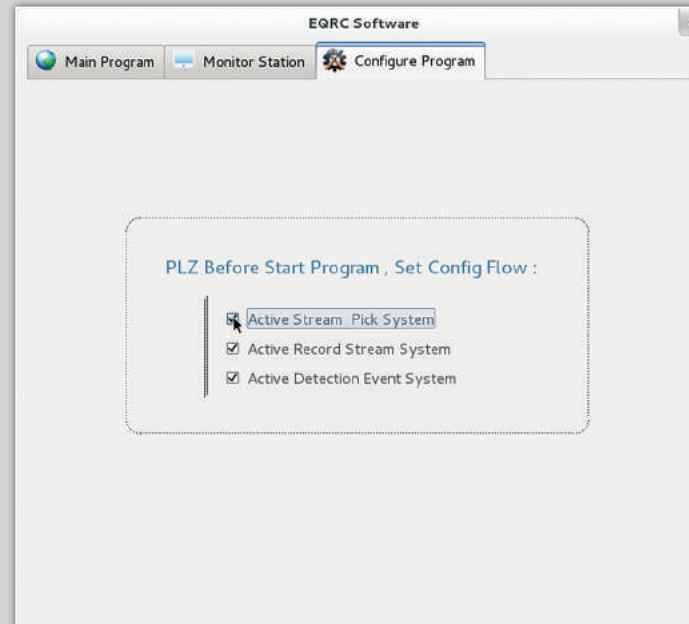 EQRC Software
Main Program Monitor Station Configure Program
PLZ Before Start Program , Set Config Flow :
Active Stream Pick System
Active Record Stream System
Active Detection Event System